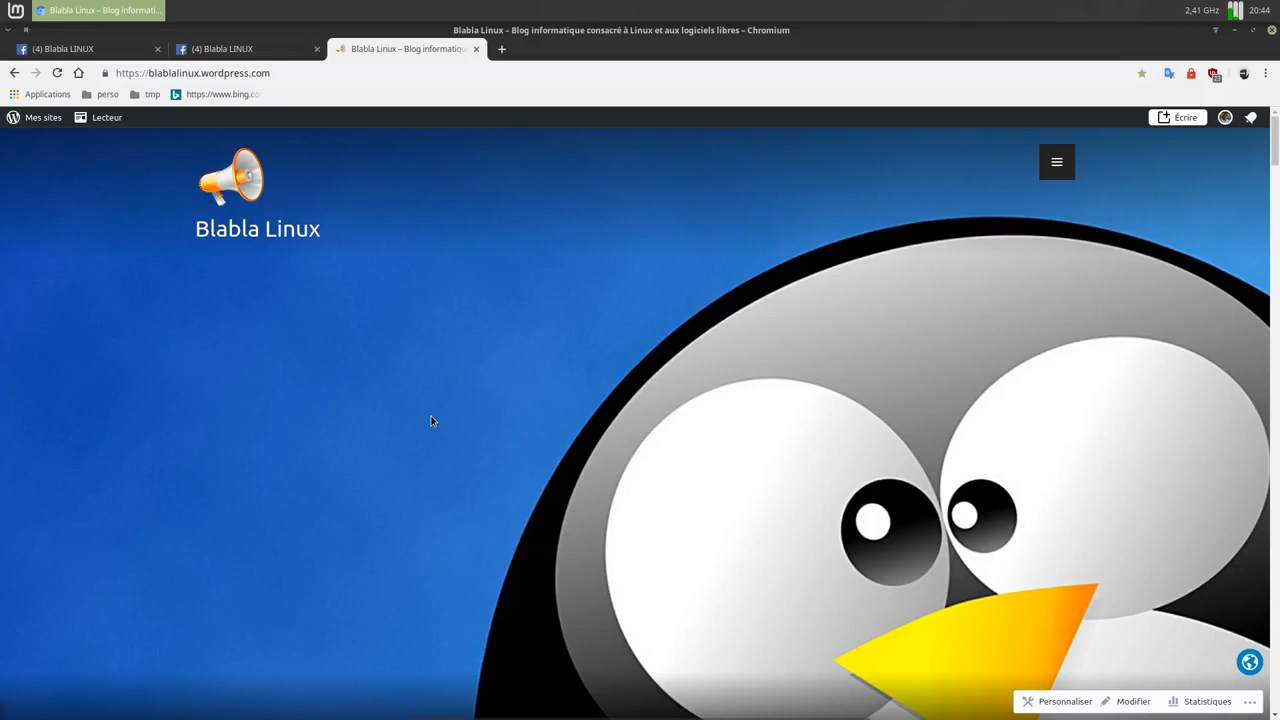 Blabla Linux – Blog informati...
2,41 GHz
20:44
Blabla Linux – Blog informatique consacré à Linux et aux logiciels libres – Chromium
(4) Blabla LINUX
(4) Blabla LINUX
Blabla Linux – Blog informatiqu
https://blablalinux.wordpress.com
23
Applications
perso
tmp
https://www.bing.co
Mes sites
Lecteur
Écrire
Blabla Linux
Personnaliser
Modifier
Statistiques